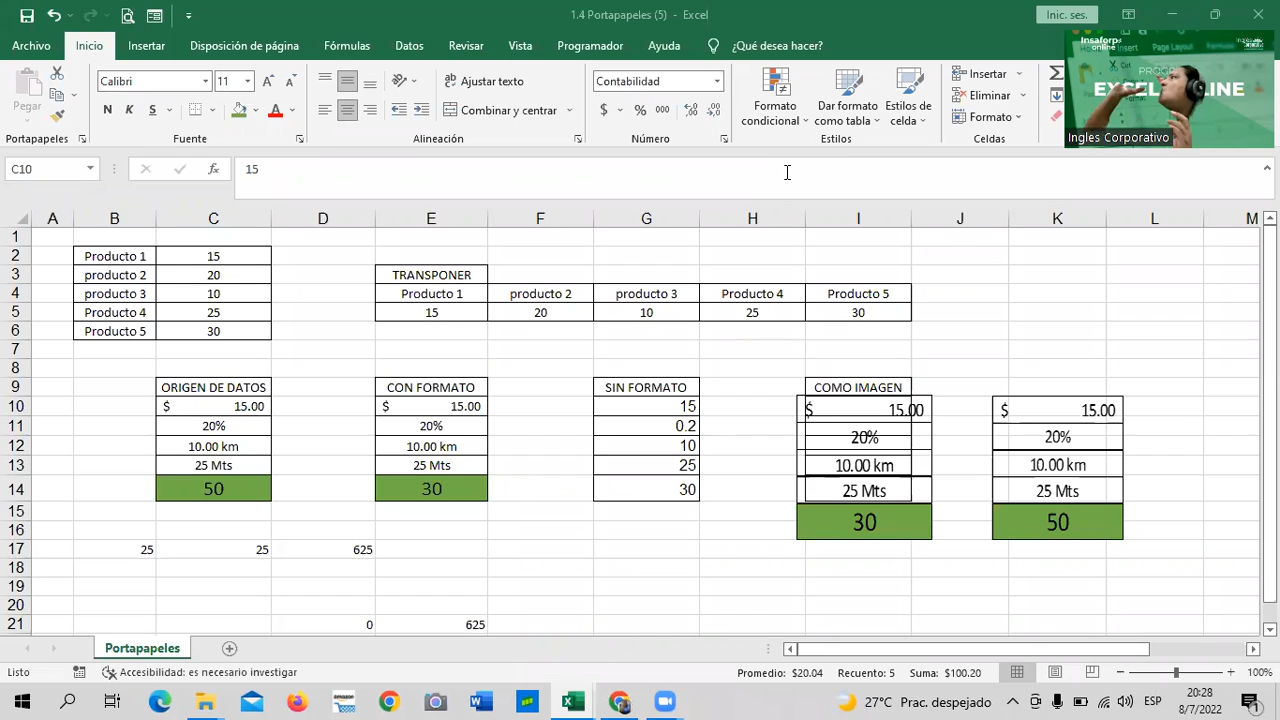 1.4 Portapapeles (5) - Excel
Inic. ses.
Archivo Inicio Insertar Disposición de página Fórmulas Datos Revisar Vista Programador Ayuda ¿Qué desea hacer?
Insaforp
online
Page Layout
EXCEL ONLINE
Ingles Corporativo
Pegar
Calibri 11
N K S A
Ajustar texto
Combinar y centrar
Contabilidad
$ % 000
Formato
condicional
Dar formato
como tabla
Estilos de
celda
Insertar
Eliminar
Formato
Portapapeles Fuente Alineación Número Estilos Celdas
C10 fx 15
A B C D E F G H I J K L M
1
2 Producto 1 15
3 producto 2 20 TRANSPONER
4 producto 3 10 Producto 1 producto 2 producto 3 Producto 4 Producto 5
5 Producto 4 25 15 20 10 25 30
6 Producto 5 30
7
8
9 ORIGEN DE DATOS CON FORMATO SIN FORMATO COMO IMAGEN
10 $ 15.00 $ 15.00 15 $ 15.00 $ 15.00
11 20% 20% 0.2 20% 20%
12 10.00 km 10.00 km 10 10.00 km 10.00 km
13 25 Mts 25 Mts 25 25 Mts 25 Mts
14 50 30 30 30 50
15
16
17 25 25 625
18
19
20
21 0 625
Portapapeles
Listo Accesibilidad: es necesario investigar Promedio: $20.04 Recuento: 5 Suma: $100.20 100%
27°C Prac. despejado ESP 20:28
8/7/2022